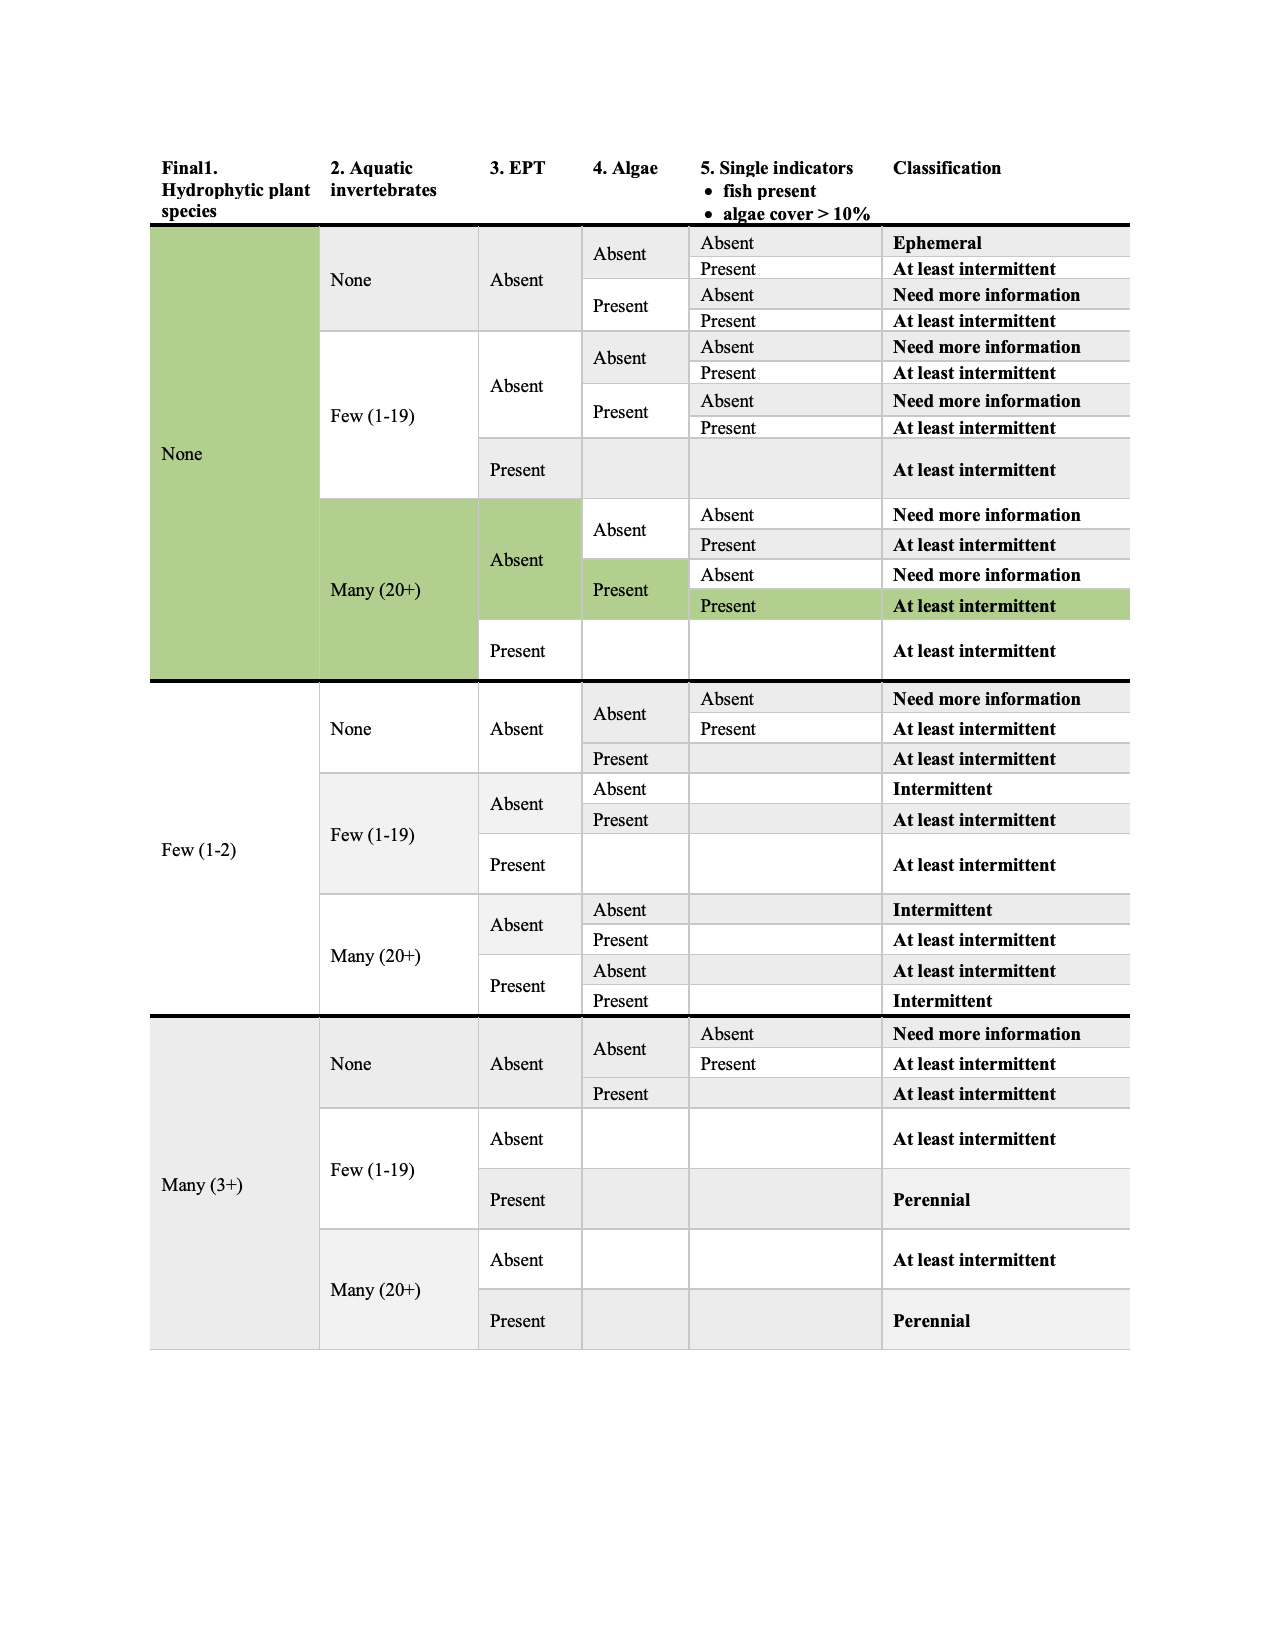 Final1.
Hydrophytic plant
species
2. Aquatic
invertebrates
3. EPT
4. Algae
5. Single indicators
• fish present
• algae cover > 10%
Classification
None
None
Absent
Absent
Absent
Ephemeral
Present
At least intermittent
Present
Absent
Need more information
Present
At least intermittent
Few (1-19)
Absent
Absent
Absent
Need more information
Present
At least intermittent
Present
Absent
Need more information
Present
At least intermittent
Present
At least intermittent
Many (20+)
Absent
Absent
Absent
Need more information
Present
At least intermittent
Present
Absent
Need more information
Present
At least intermittent
Present
At least intermittent
Few (1-2)
None
Absent
Absent
Absent
Need more information
Present
At least intermittent
Present
At least intermittent
Few (1-19)
Absent
Absent
Intermittent
Present
At least intermittent
Present
At least intermittent
Many (20+)
Absent
Absent
Intermittent
Present
At least intermittent
Present
Absent
At least intermittent
Present
Intermittent
Many (3+)
None
Absent
Absent
Absent
Need more information
Present
At least intermittent
Present
At least intermittent
Few (1-19)
Absent
At least intermittent
Present
Perennial
Many (20+)
Absent
At least intermittent
Present
Perennial